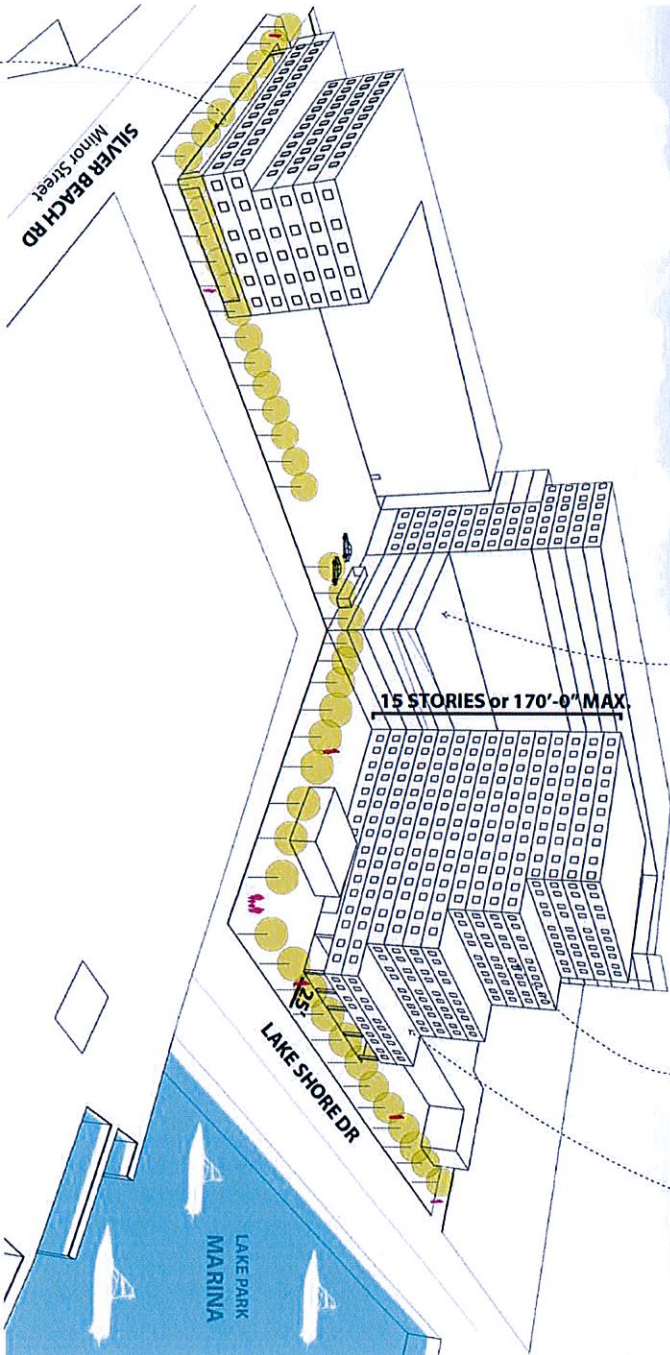 SILVER BEACH RD
Minor Street
15 STORIES or 170'-0" MAX.
25'
LAKE SHORE DR
LAKE PARK
MARINA